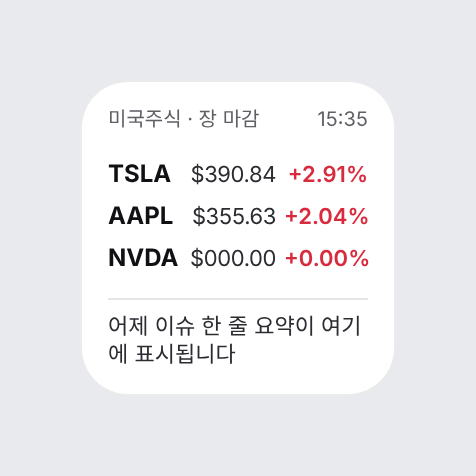 미국주식 · 장 마감 15:35
TSLA $390.84 +2.91%
AAPL $355.63 +2.04%
NVDA $000.00 +0.00%
어제 이슈 한 줄 요약이 여기
에 표시됩니다